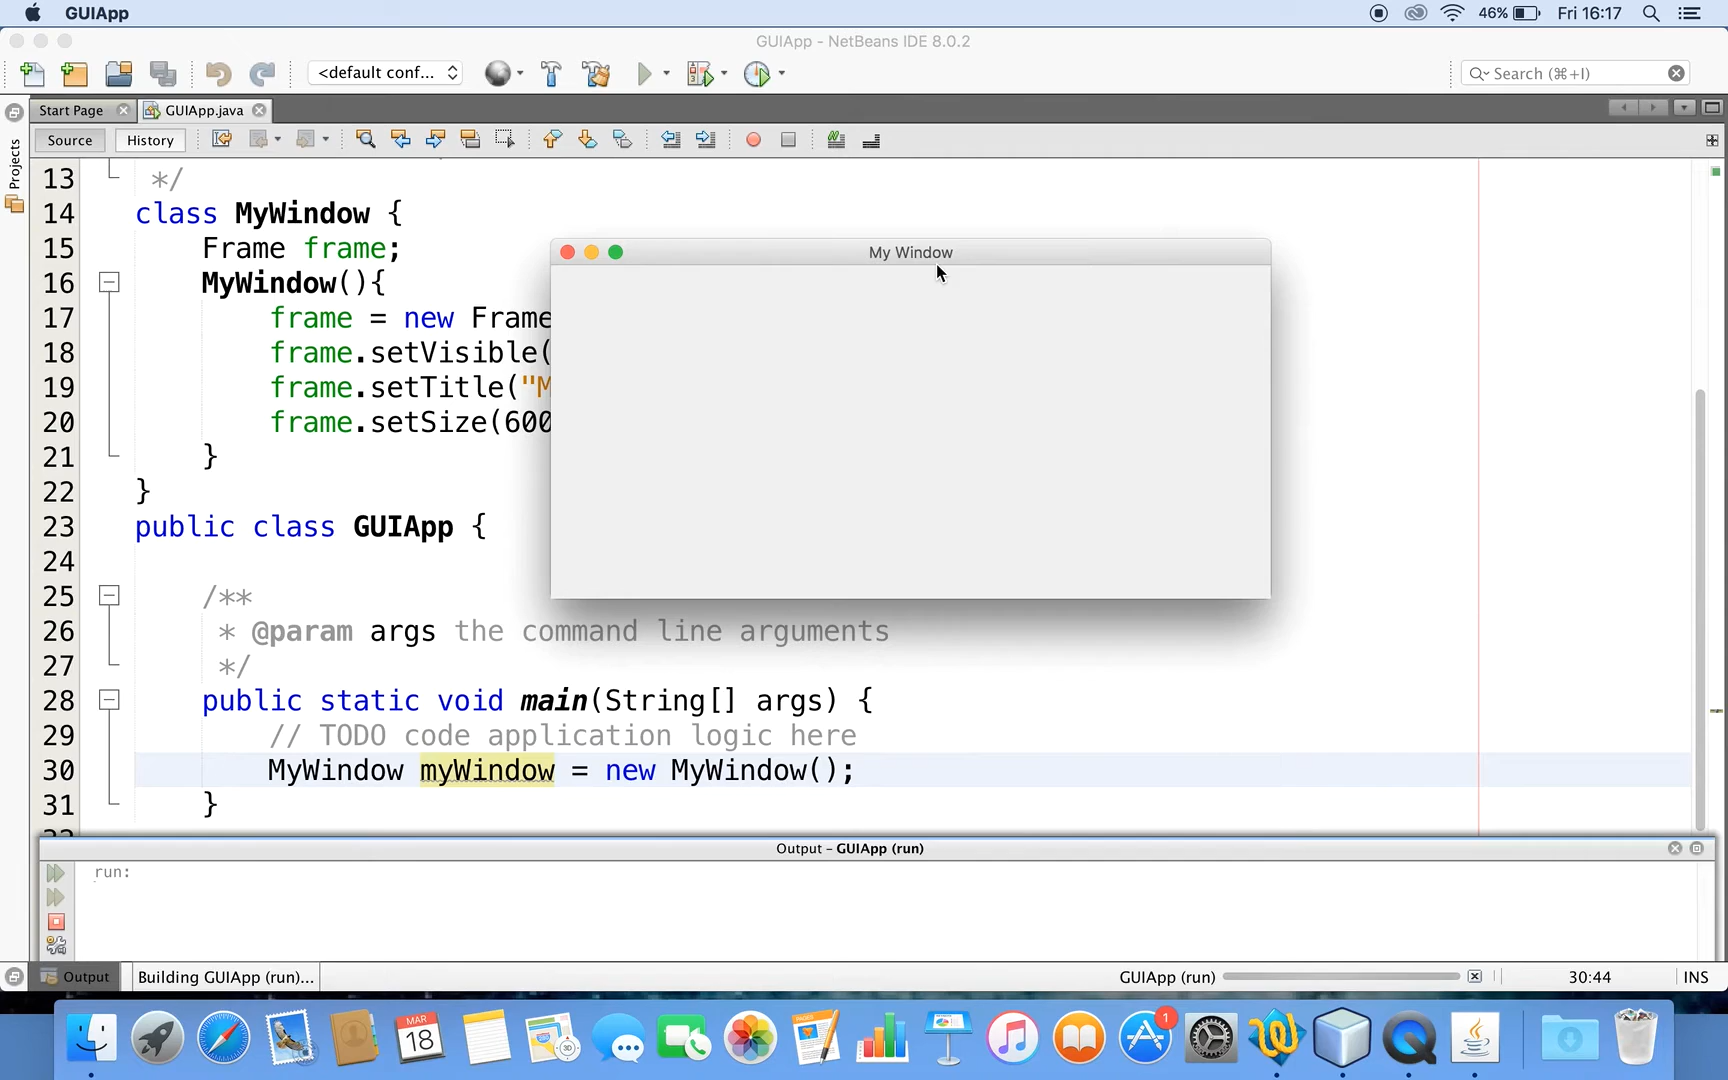 GUIApp 46% Fri 16:17
GUIApp - NetBeans IDE 8.0.2
<default conf... Search (⌘+I)
Start Page GUIApp.java
Source History
Projects
13 */
14 class MyWindow {
15 Frame frame;
16 MyWindow(){
17 frame = new Frame
18 frame.setVisible(
19 frame.setTitle("M
20 frame.setSize(600
21 }
22 }
23 public class GUIApp {
24
25 /**
26 * @param args the command line arguments
27 */
28 public static void main(String[] args) {
29 // TODO code application logic here
30 MyWindow myWindow = new MyWindow();
31 }
My Window
Output - GUIApp (run)
run:
Output Building GUIApp (run)... GUIApp (run) 30:44 INS
MAR
18
PAGES
1